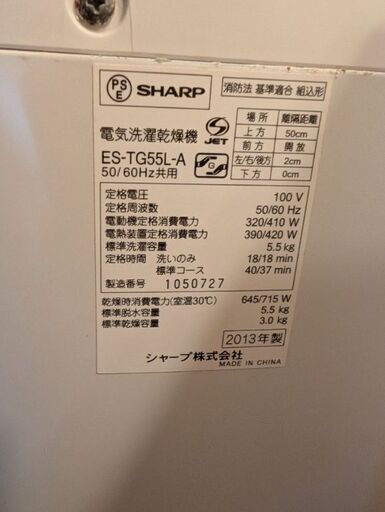 PS
E
SHARP
消防法 基準適合 組込形
電気洗濯乾燥機
JET
場所 離隔距離
上方 50cm
前方 開放
左/右/後方 2cm
下方 0cm
ES-TG55L-A
50/60Hz共用
定格電圧 100 V
定格周波数 50/60 Hz
電動機定格消費電力 320/410 W
電熱装置定格消費電力 390/420 W
標準洗濯容量 5.5㎏
定格時間 洗いのみ 18/18 min
標準コース 40/37 min
製造番号 1050727
乾燥時消費電力(室温30℃) 645/715 W
標準脱水容量 5.5 ㎏
標準乾燥容量 3.0 ㎏
2013年製
シャープ株式会社
MADE IN CHINA